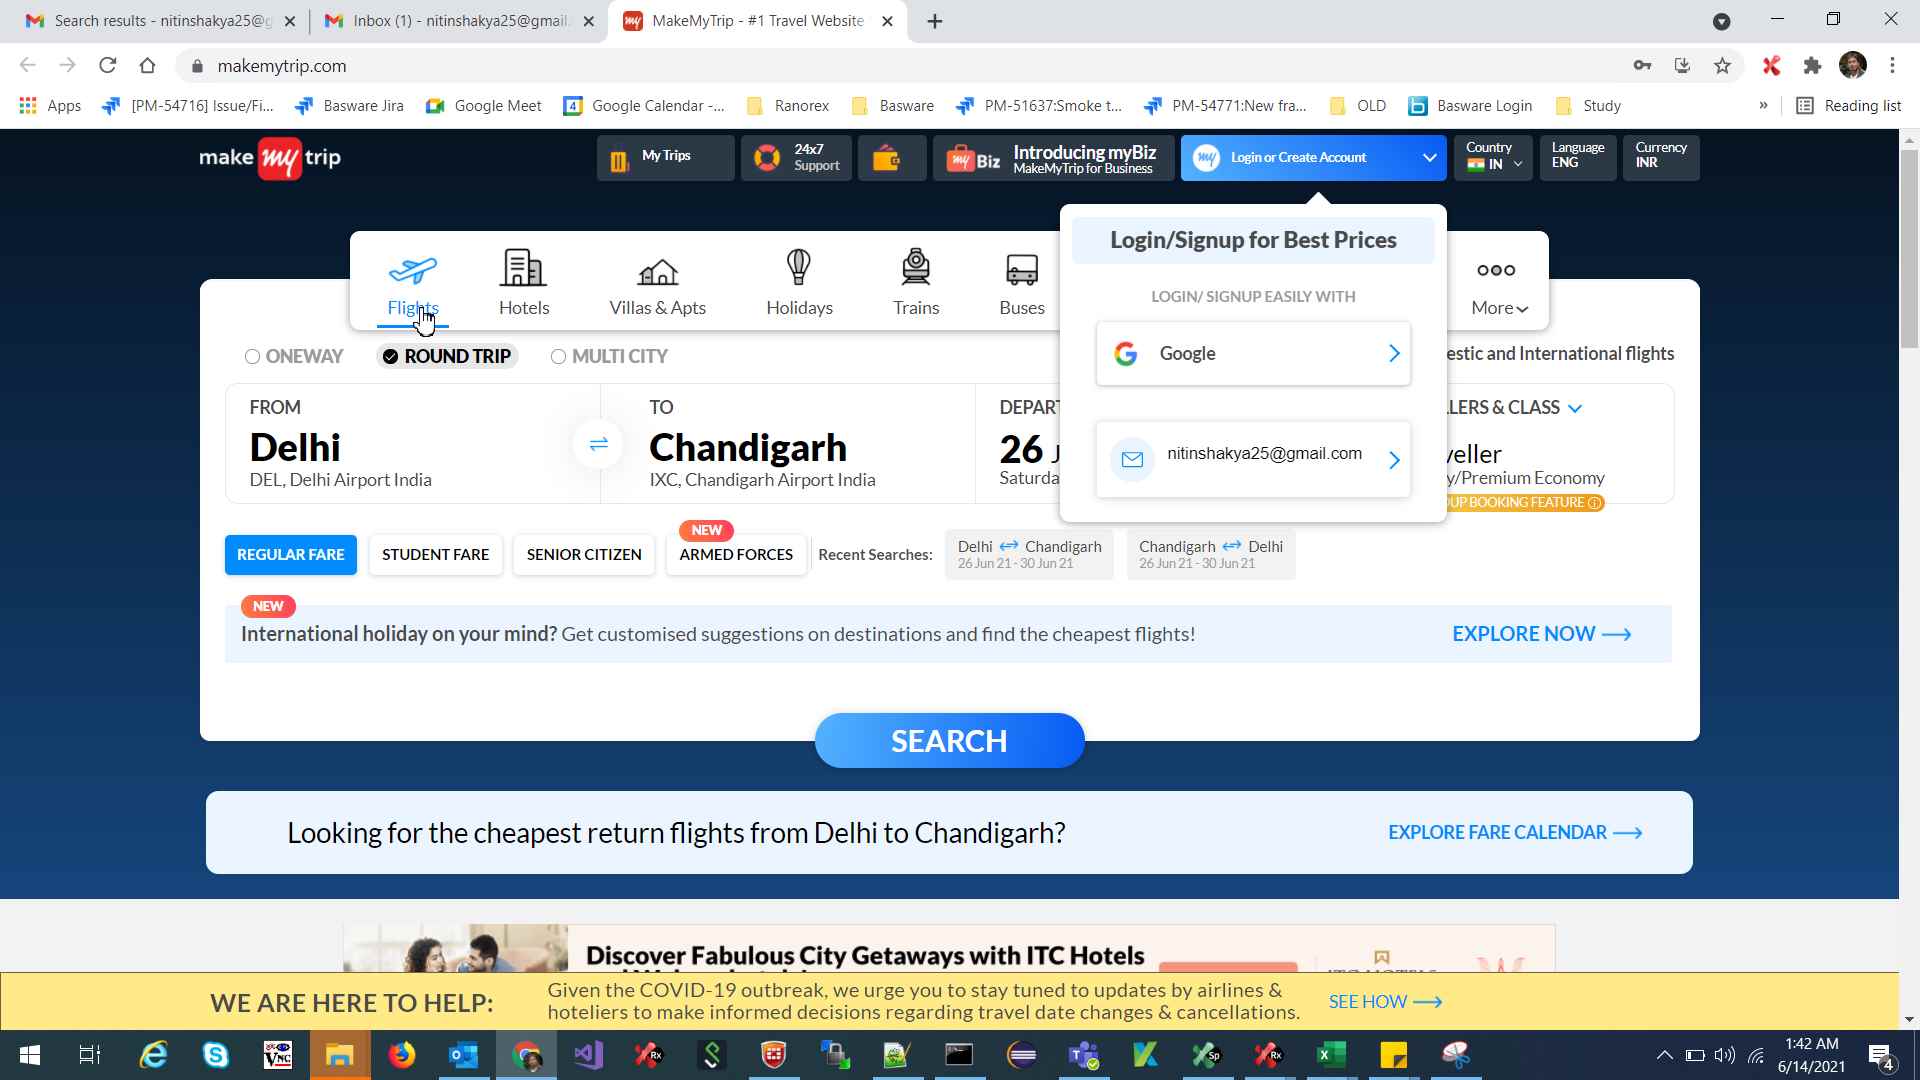 Search results - nitinshakya25@g
Inbox (1) - nitinshakya25@gmail.
MakeMyTrip - #1 Travel Website
makemytrip.com
Apps
[PM-54716] Issue/Fi...
Basware Jira
Google Meet
4
Google Calendar -...
Ranorex
Basware
PM-51637:Smoke t...
PM-54771:New fra...
OLD
Basware Login
Study
»
Reading list
make my trip
My Trips
24x7
Support
my Biz
Introducing myBiz
MakeMyTrip for Business
my
Login or Create Account
Country
IN
Language
ENG
Currency
INR
Login/Signup for Best Prices
LOGIN/ SIGNUP EASILY WITH
Google
nitinshakya25@gmail.com
Flights
Hotels
Villas & Apts
Holidays
Trains
Buses
More
ONEWAY
ROUND TRIP
MULTI CITY
estic and International flights
FROM
Delhi
DEL, Delhi Airport India
TO
Chandigarh
IXC, Chandigarh Airport India
DEPART
26 J
Saturda
LLERS & CLASS
veller
y/Premium Economy
UP BOOKING FEATURE
REGULAR FARE
STUDENT FARE
SENIOR CITIZEN
NEW
ARMED FORCES
Recent Searches:
Delhi Chandigarh
26 Jun 21 - 30 Jun 21
Chandigarh Delhi
26 Jun 21 - 30 Jun 21
NEW
International holiday on your mind? Get customised suggestions on destinations and find the cheapest flights!
EXPLORE NOW
SEARCH
Looking for the cheapest return flights from Delhi to Chandigarh?
EXPLORE FARE CALENDAR
Discover Fabulous City Getaways with ITC Hotels
WE ARE HERE TO HELP:
Given the COVID-19 outbreak, we urge you to stay tuned to updates by airlines &
hoteliers to make informed decisions regarding travel date changes & cancellations.
SEE HOW
1:42 AM
6/14/2021
4